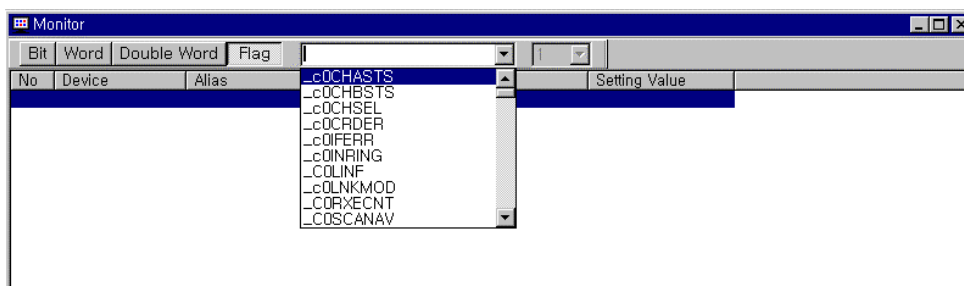 Monitor
Bit Word Double Word Flag 1
No Device Alias Setting Value
_c0CHASTS
_c0CHBSTS
_c0CHSEL
_c0CRDER
_c0IFERR
_c0INRING
_C0LINF
_c0LNKMOD
_C0RXECNT
_C0SCANAV